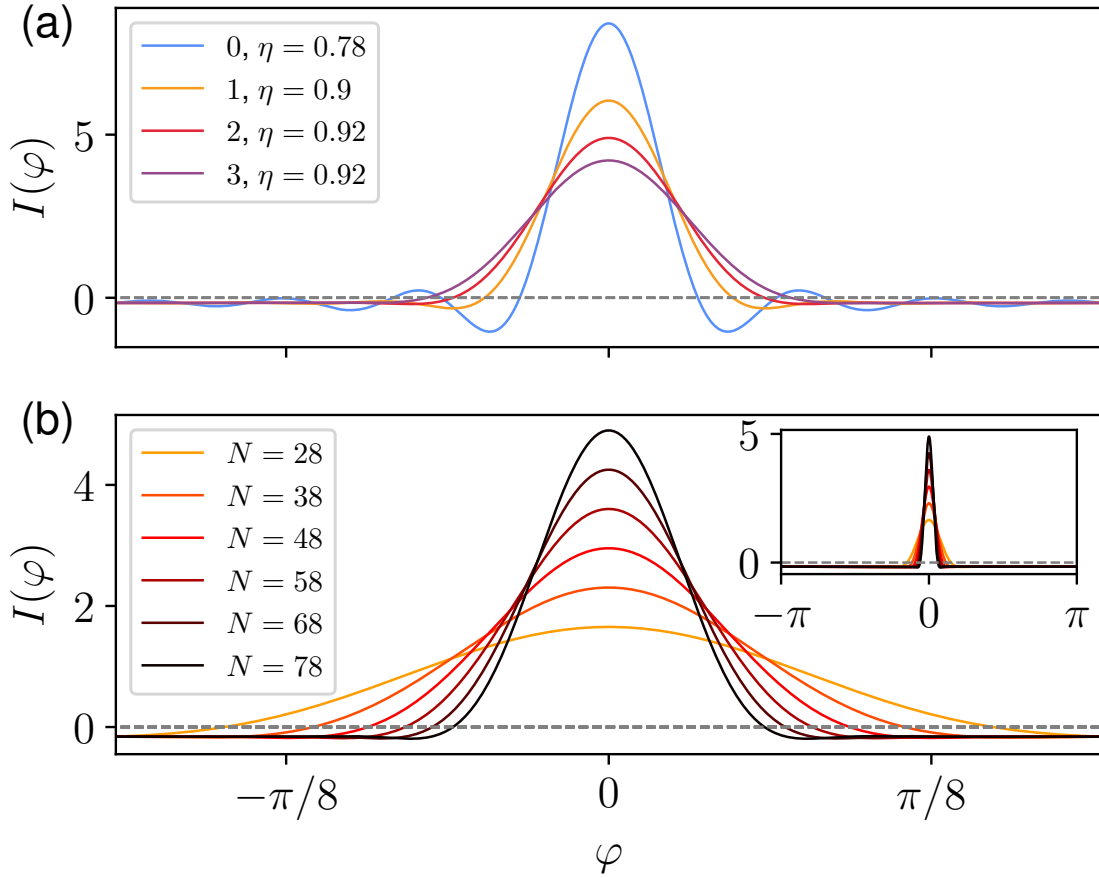 (a)
0, η = 0.78
1, η = 0.9
2, η = 0.92
3, η = 0.92
I(φ)
5
0
(b)
N = 28
N = 38
N = 48
N = 58
N = 68
N = 78
I(φ)
4
2
0
−π/8
0
π/8
φ
5
0
−π
0
π